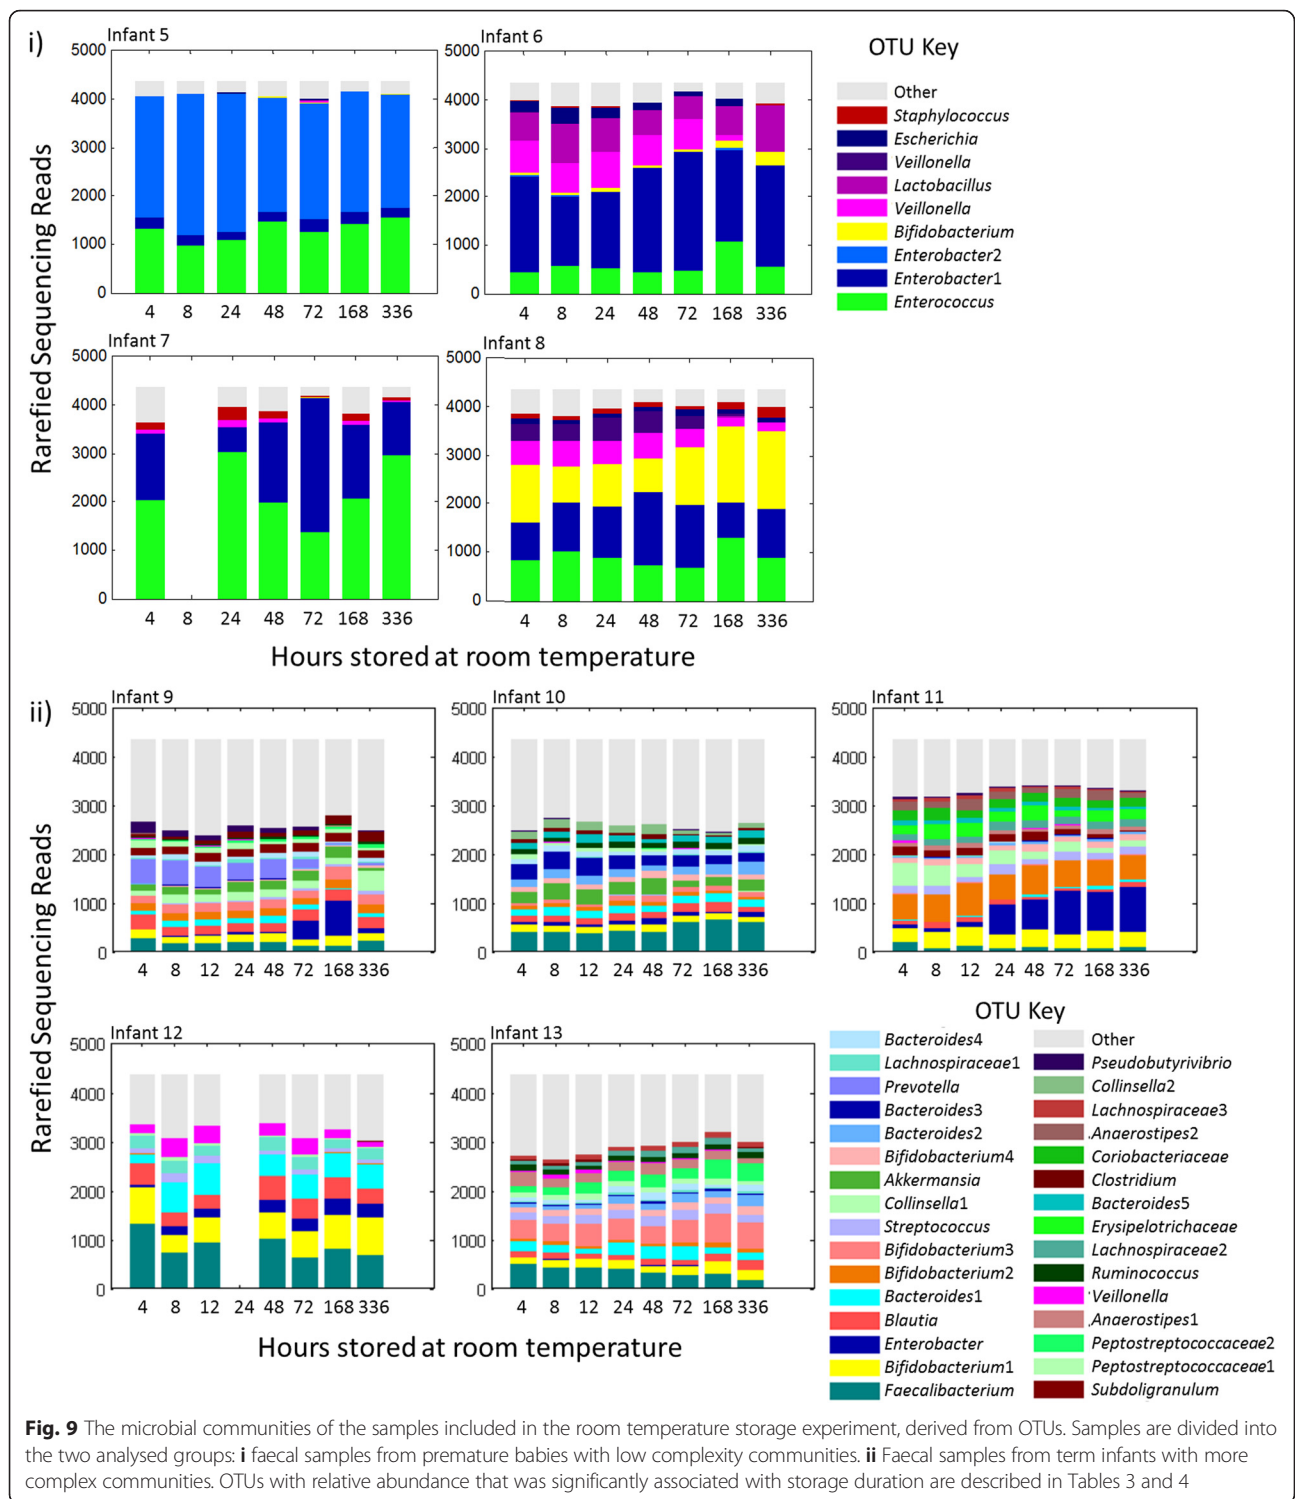 i)
Infant 5
Infant 6
OTU Key
Rarefied Sequencing Reads
5000
4000
3000
2000
1000
0
4 8 24 48 72 168 336
5000
4000
3000
2000
1000
0
4 8 24 48 72 168 336
Other
Staphylococcus
Escherichia
Veillonella
Lactobacillus
Veillonella
Bifidobacterium
Enterobacter2
Enterobacter1
Enterococcus
Infant 7
Infant 8
5000
4000
3000
2000
1000
0
4 8 24 48 72 168 336
5000
4000
3000
2000
1000
0
4 8 24 48 72 168 336
Hours stored at room temperature
ii)
Infant 9
Infant 10
Infant 11
Rarefied Sequencing Reads
5000
4000
3000
2000
1000
0
4 8 12 24 48 72 168 336
5000
4000
3000
2000
1000
0
4 8 12 24 48 72 168 336
5000
4000
3000
2000
1000
0
4 8 12 24 48 72 168 336
Infant 12
Infant 13
5000
4000
3000
2000
1000
0
4 8 12 24 48 72 168 336
5000
4000
3000
2000
1000
0
4 8 12 24 48 72 168 336
Hours stored at room temperature
OTU Key
Bacteroides4
Lachnospiraceae1
Prevotella
Bacteroides3
Bacteroides2
Bifidobacterium4
Akkermansia
Collinsella1
Streptococcus
Bifidobacterium3
Bifidobacterium2
Bacteroides1
Blautia
Enterobacter
Bifidobacterium1
Faecalibacterium
Other
Pseudobutyrivibrio
Collinsella2
Lachnospiraceae3
Anaerostipes2
Coriobacteriaceae
Clostridium
Bacteroides5
Erysipelotrichaceae
Lachnospiraceae2
Ruminococcus
Veillonella
Anaerostipes1
Peptostreptococcaceae2
Peptostreptococcaceae1
Subdoligranulum
Fig. 9 The microbial communities of the samples included in the room temperature storage experiment, derived from OTUs. Samples are divided into
the two analysed groups: i faecal samples from premature babies with low complexity communities. ii Faecal samples from term infants with more
complex communities. OTUs with relative abundance that was significantly associated with storage duration are described in Tables 3 and 4